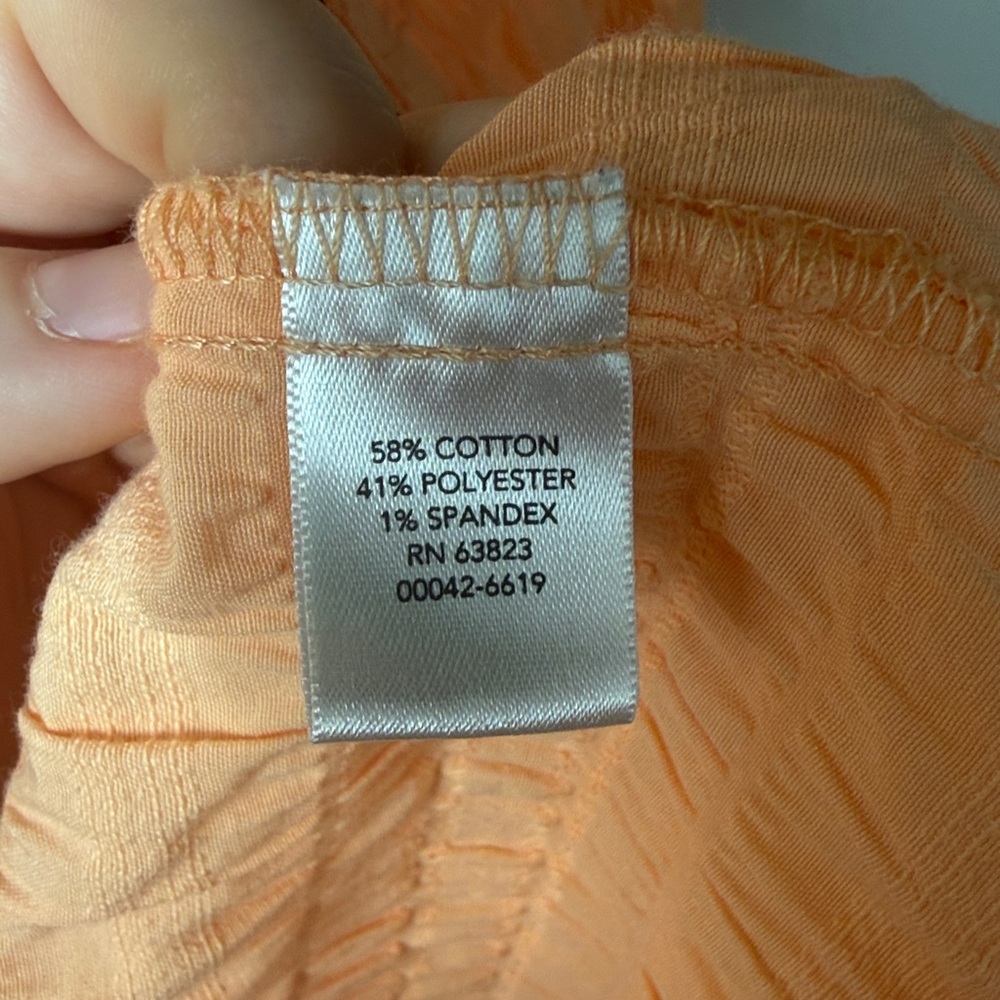 58% COTTON
41% POLYESTER
1% SPANDEX
RN 63823
00042-6619